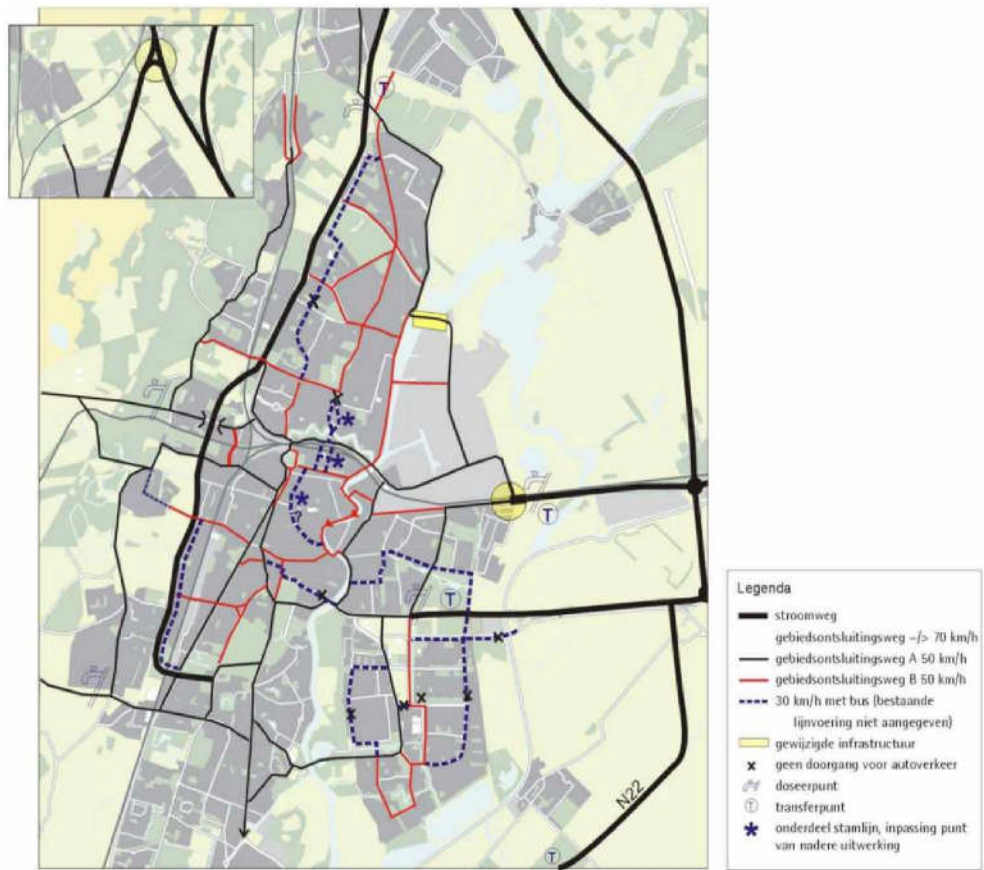 T
T
T
N22
T
Legenda
stroomweg
gebiedsontsluitingsweg =/> 70 km/h
gebiedsontsluitingsweg A 50 km/h
gebiedsontsluitingsweg B 50 km/h
30 km/h met bus (bestaande
lijnvoering niet aangegeven)
gewijzigde infrastructuur
x geen doorgang voor autoverkeer
doseerpunt
T transferpunt
* onderdeel stamlijn, inpassing punt
van nadere uitwerking